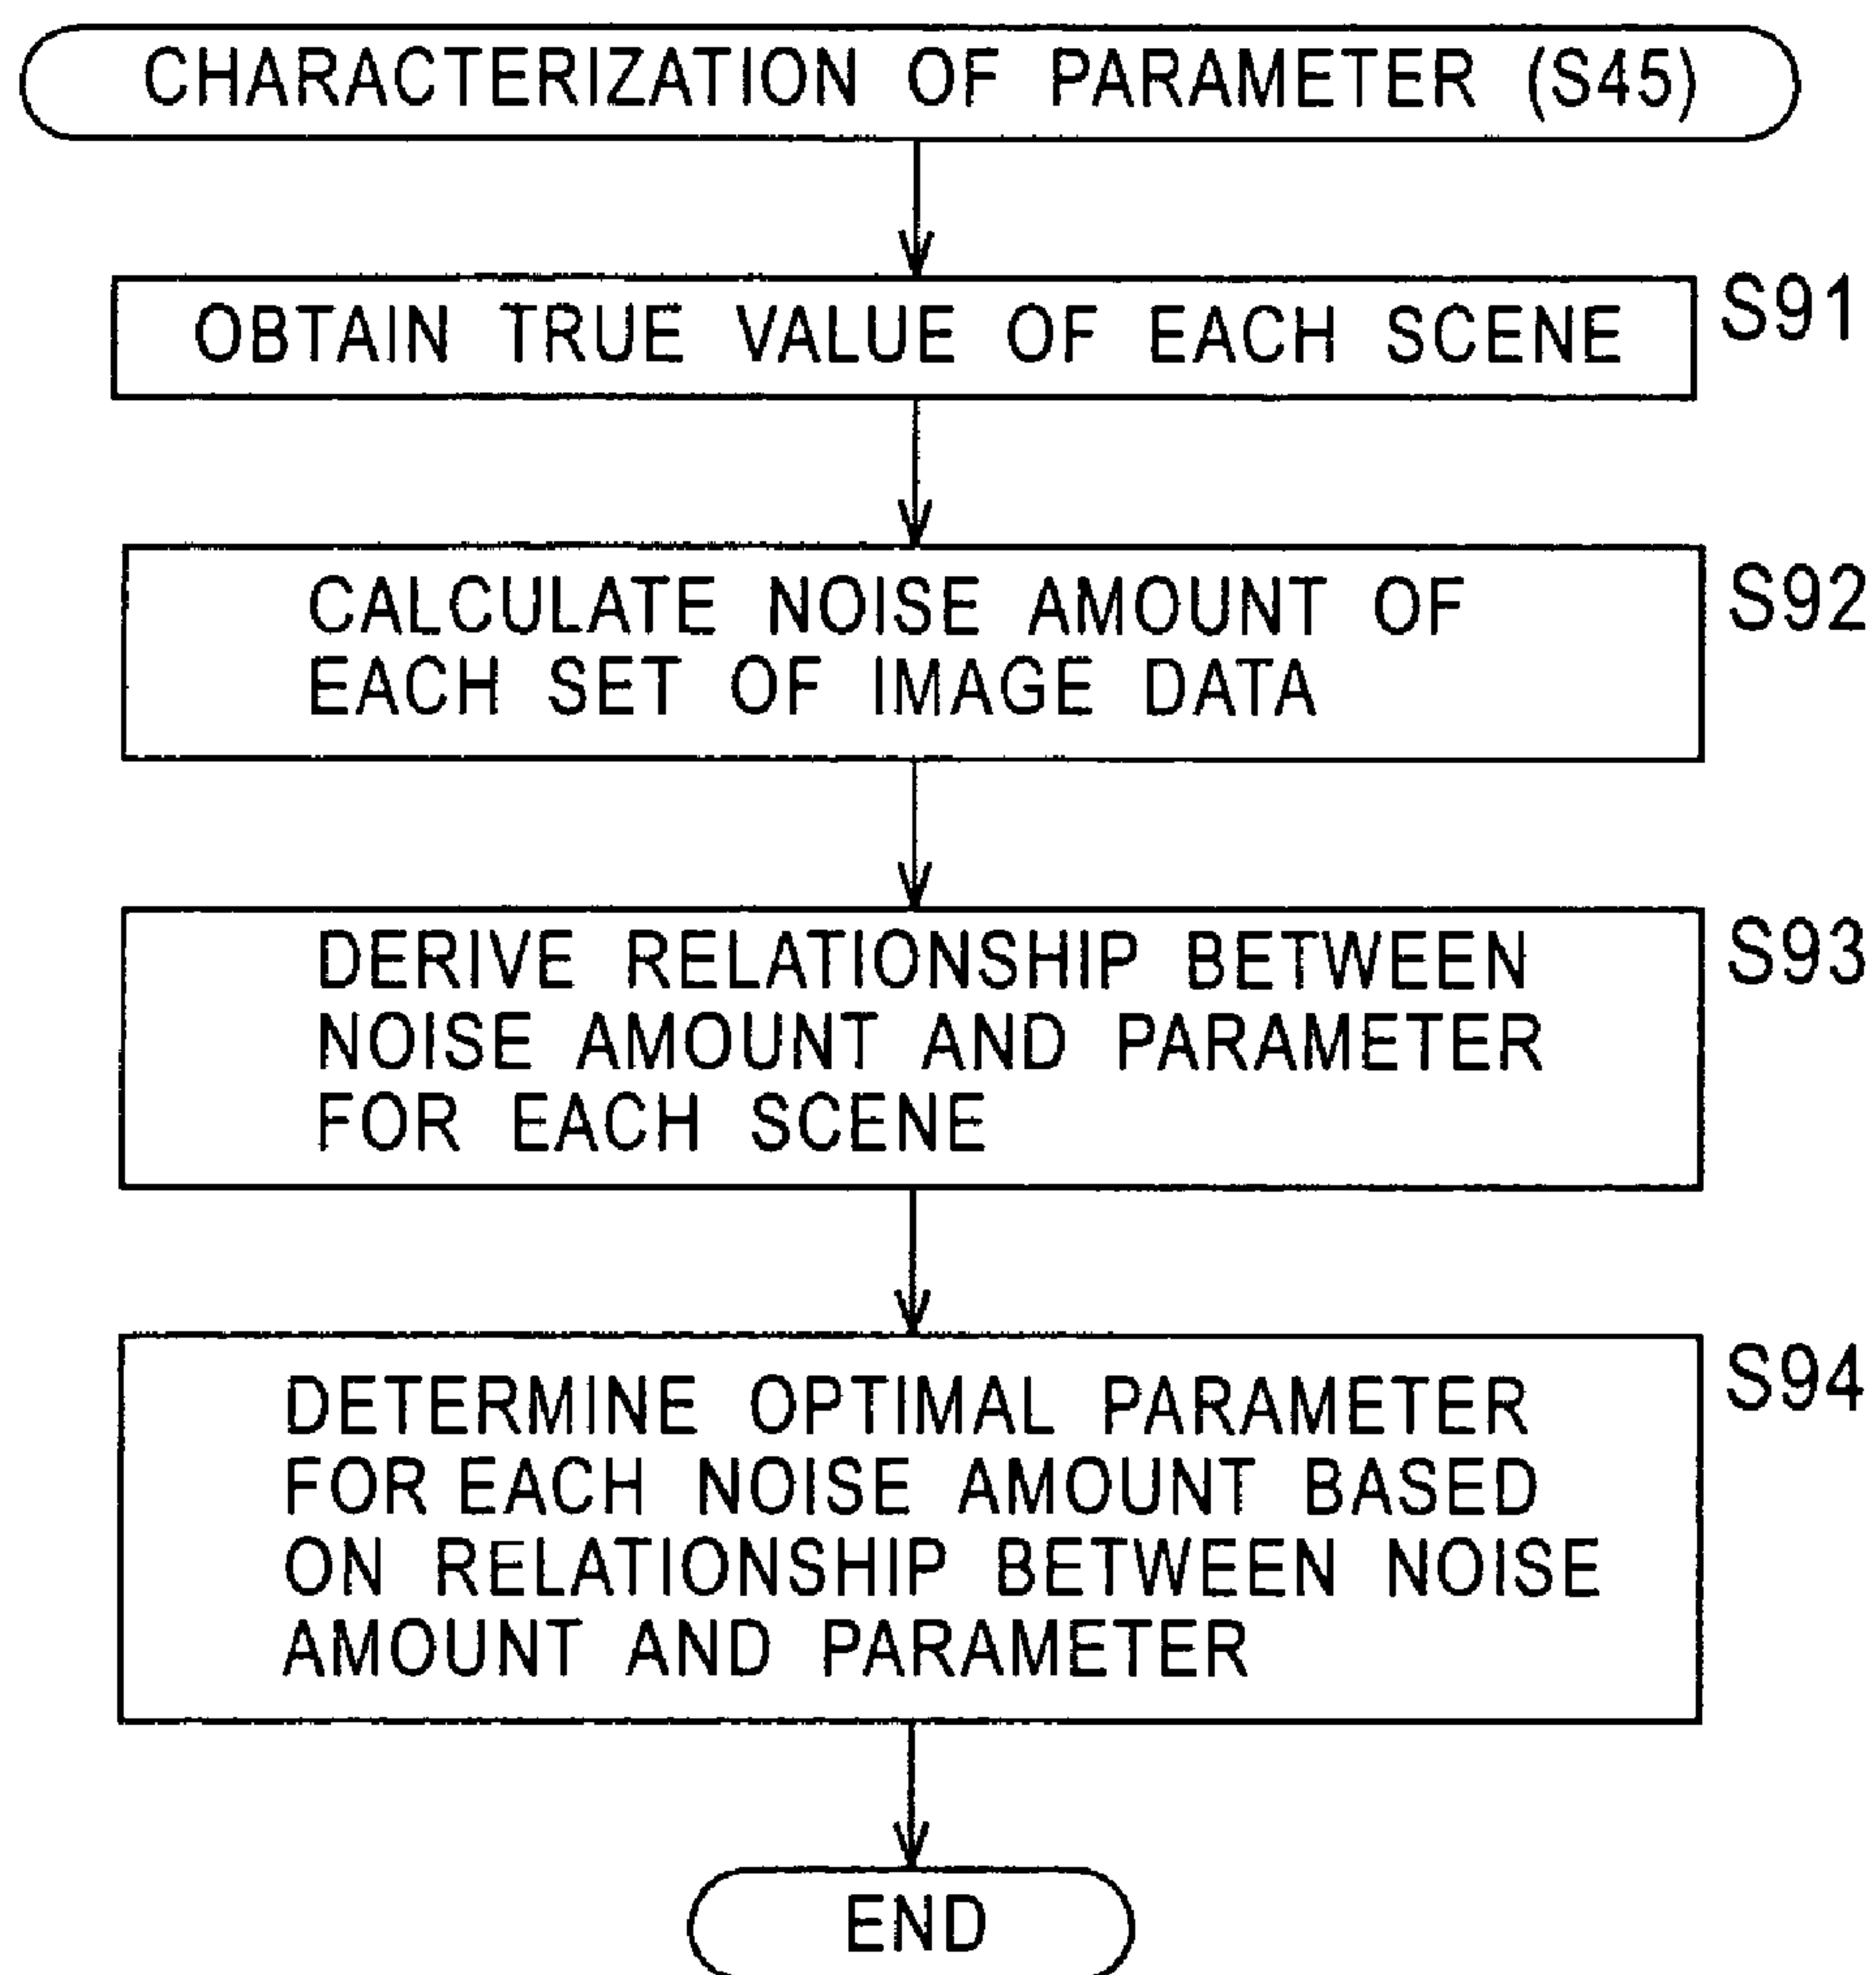 CHARACTERIZATION OF PARAMETER (S45)
OBTAIN TRUE VALUE OF EACH SCENE
S91
CALCULATE NOISE AMOUNT OF
EACH SET OF IMAGE DATA
S92
DERIVE RELATIONSHIP BETWEEN
NOISE AMOUNT AND PARAMETER
FOR EACH SCENE
S93
DETERMINE OPTIMAL PARAMETER
FOR EACH NOISE AMOUNT BASED
ON RELATIONSHIP BETWEEN NOISE
AMOUNT AND PARAMETER
S94
END